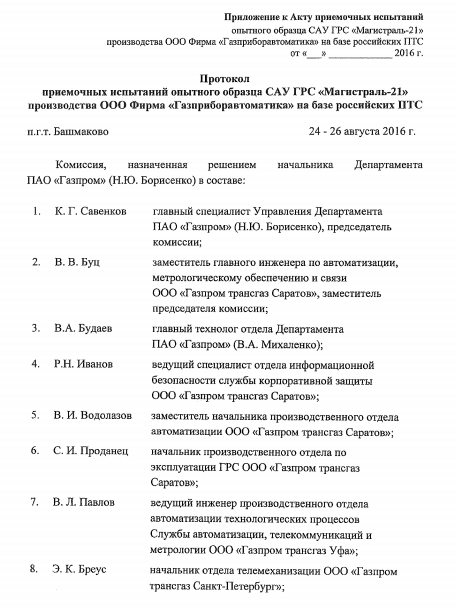 Приложение к Акту приемочных испытаний
опытного образца САУ ГРС «Магистраль-21»
производства ООО Фирма «Газприборавтоматика» на базе российских ПТС
от «___» ______________ 2016 г.
Протокол
приемочных испытаний опытного образца САУ ГРС «Магистраль-21»
производства ООО Фирма «Газприборавтоматика» на базе российских ПТС
п.г.т. Башмаково 24 - 26 августа 2016 г.
Комиссия, назначенная решением начальника Департамента
ПАО «Газпром» (Н.Ю. Борисенко) в составе:
1. К. Г. Савенков главный специалист Управления Департамента
ПАО «Газпром» (Н.Ю. Борисенко), председатель
комиссии;
2. В. В. Буц заместитель главного инженера по автоматизации,
метрологическому обеспечению и связи
ООО «Газпром трансгаз Саратов», заместитель
председателя комиссии;
3. В.А. Будаев главный технолог отдела Департамента
ПАО «Газпром» (В.А. Михаленко);
4. Р.Н. Иванов ведущий специалист отдела информационной
безопасности службы корпоративной защиты
ООО «Газпром трансгаз Саратов»;
5. В. И. Водолазов заместитель начальника производственного отдела
автоматизации ООО «Газпром трансгаз Саратов»;
6. С. И. Проданец начальник производственного отдела по
эксплуатации ГРС ООО «Газпром трансгаз
Саратов»;
7. В. Л. Павлов ведущий инженер производственного отдела
автоматизации технологических процессов
Службы автоматизации, телекоммуникаций и
метрологии ООО «Газпром трансгаз Уфа»;
8. Э. К. Бреус начальник отдела телемеханизации ООО «Газпром
трансгаз Санкт-Петербург»;